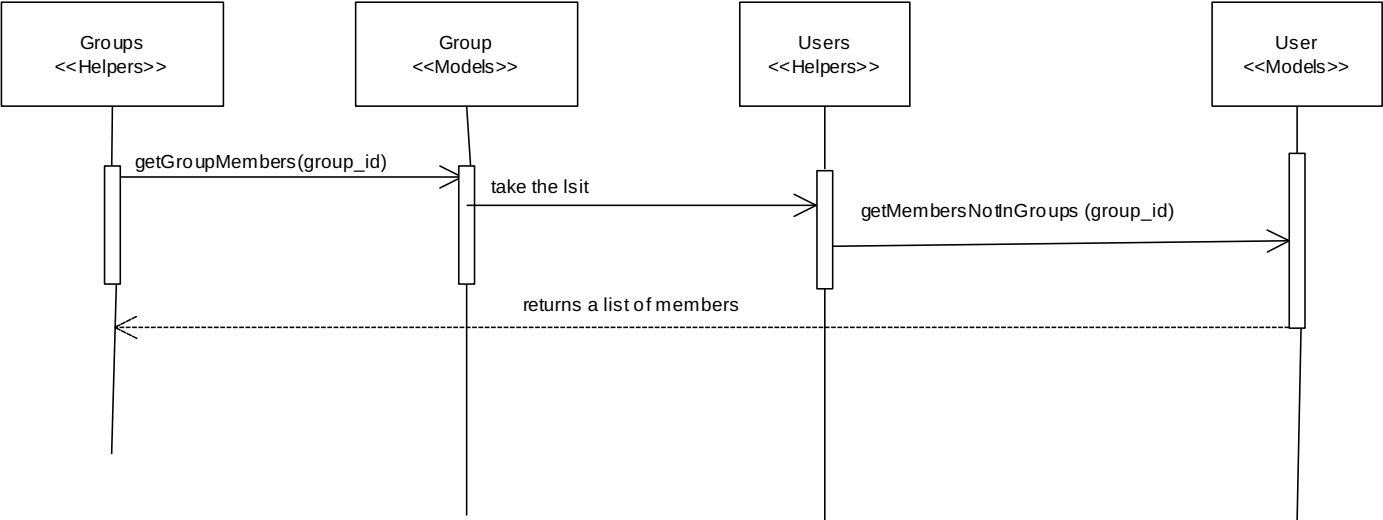 Groups
<<Helpers>>
Group
<<Models>>
Users
<<Helpers>>
User
<<Models>>
getGroupMembers(group_id)
take the lsit
getMembersNotInGroups (group_id)
returns a list of members